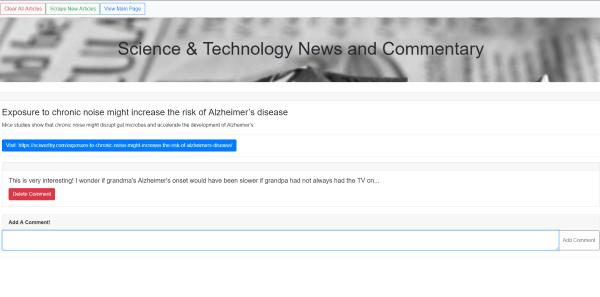 Clear All Articles Scrape New Articles View Main Page
Science & Technology News and Commentary
Exposure to chronic noise might increase the risk of Alzheimer's disease
Mice studies show that chronic noise might disrupt gut microbes and accelerate the development of Alzheimer's.
Visit: https://sciworthy.com/exposure-to-chronic-noise-might-increase-the-risk-of-alzheimers-disease/
This is very interesting! I wonder if grandma's Alzheimer's onset would have been slower if grandpa had not always had the TV on...
Delete Comment
Add A Comment!
Add Comment